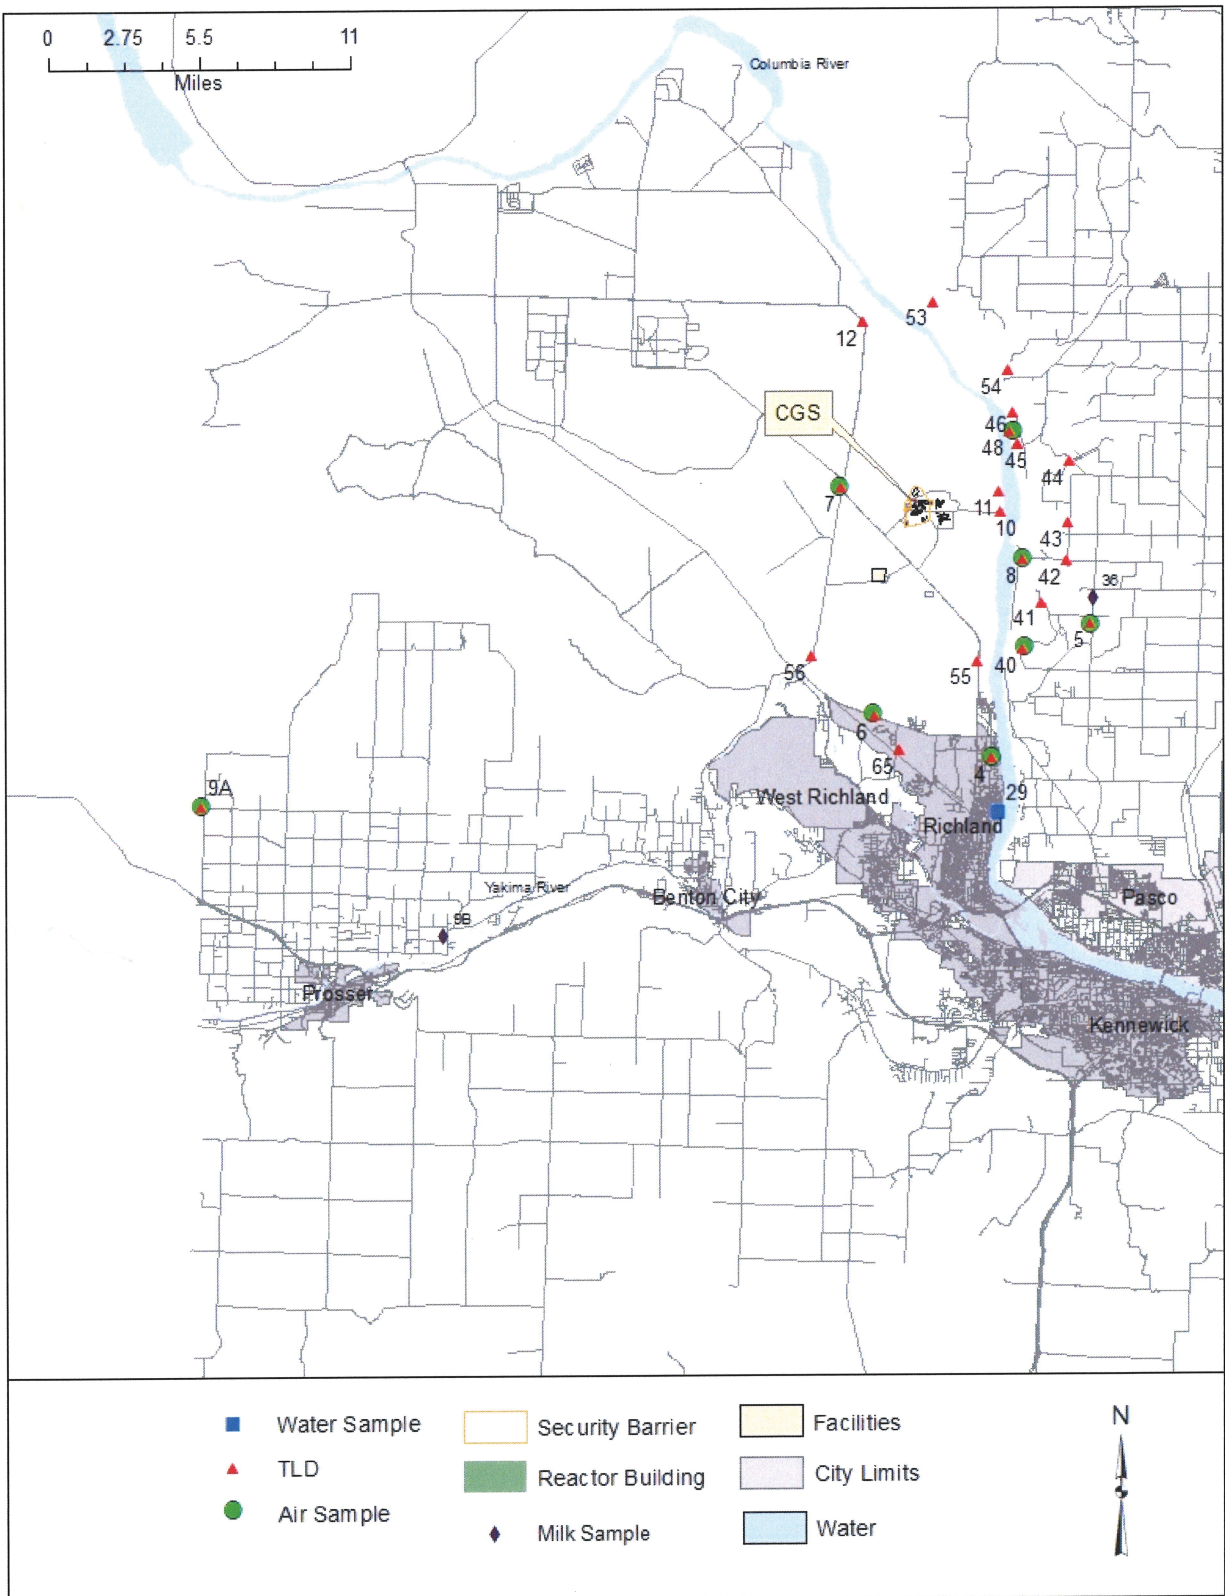 0 2.75 5.5 11
Miles
Columbia River
53
12
54
CGS
46
48
45
44
7
11
10
43
8
42
36
41
5
40
56
55
6
65
4
9A
29
West Richland
Richland
Yakima River
Benton City
Pasco
9B
Prosser
Kennewick
Water Sample
Security Barrier
Facilities
N
TLD
Reactor Building
City Limits
Air Sample
Milk Sample
Water